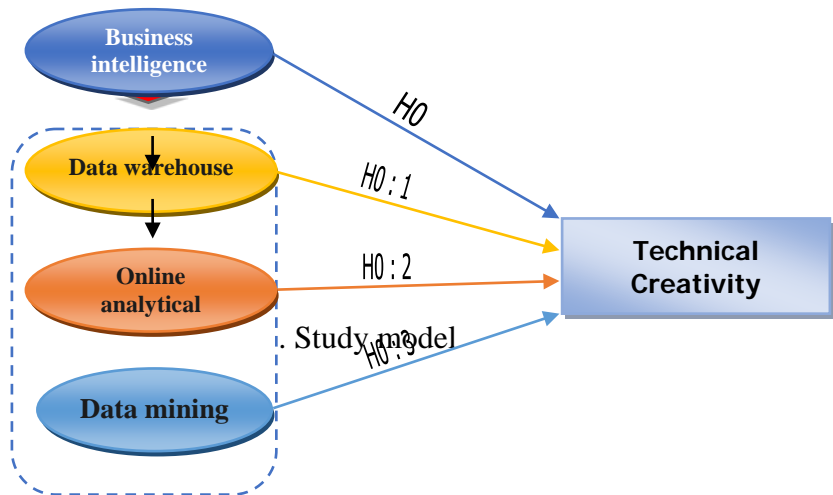 Business
intelligence
H0
Data warehouse
H0 : 1
Online
analytical
H0 : 2
Technical
Creativity
. Study model
H0 : 3
Data mining